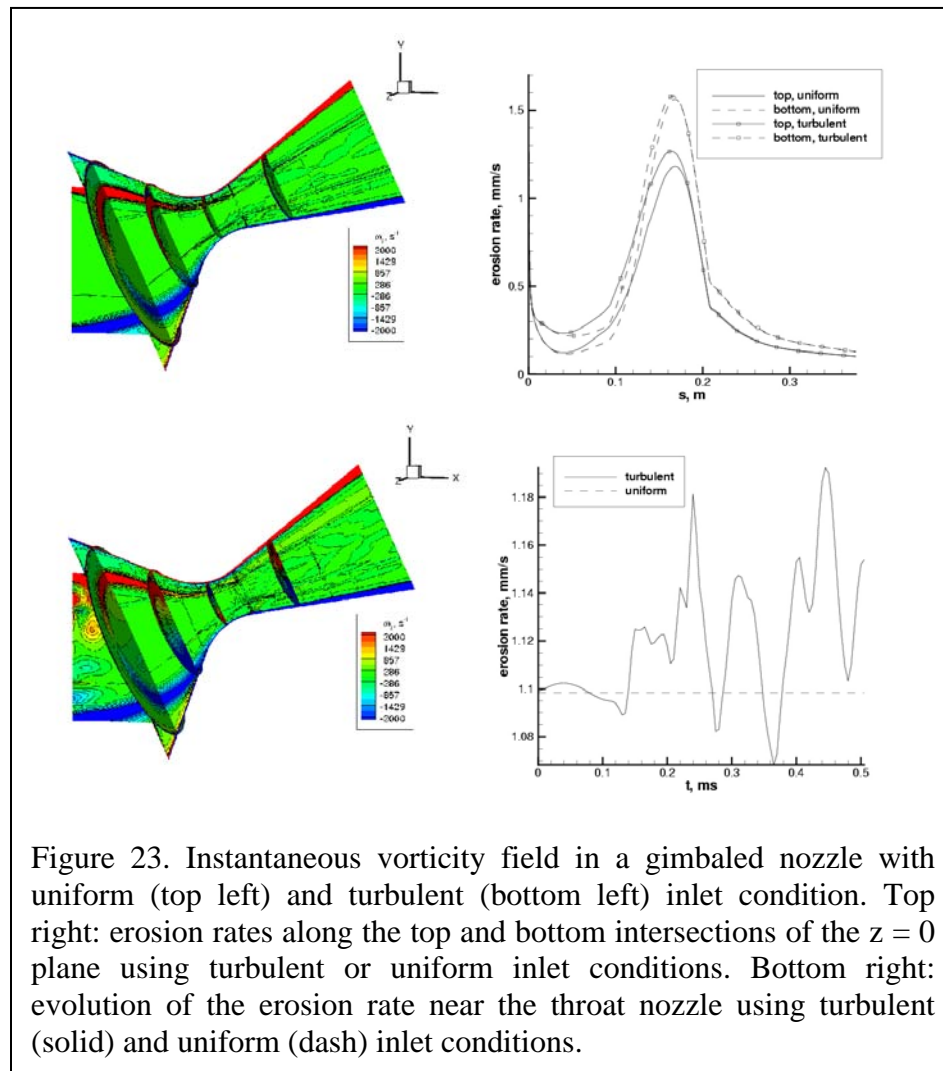 Y
Z
top, uniform
bottom, uniform
top, turbulent
bottom, turbulent
1.5
1
0.5
0
erosion rate, mm/s
0 0.1 0.2 0.3
s, m
2000
1429
857
286
-286
-857
-1429
-2000
Y
Z X
turbulent
uniform
1.18
1.16
1.14
1.12
1.1
1.08
erosion rate, mm/s
0 0.1 0.2 0.3 0.4 0.5
t, ms
2000
1429
857
286
-286
-857
-1429
-2000
Figure 23. Instantaneous vorticity field in a gimbaled nozzle with
uniform (top left) and turbulent (bottom left) inlet condition. Top
right: erosion rates along the top and bottom intersections of the z = 0
plane using turbulent or uniform inlet conditions. Bottom right:
evolution of the erosion rate near the throat nozzle using turbulent
(solid) and uniform (dash) inlet conditions.